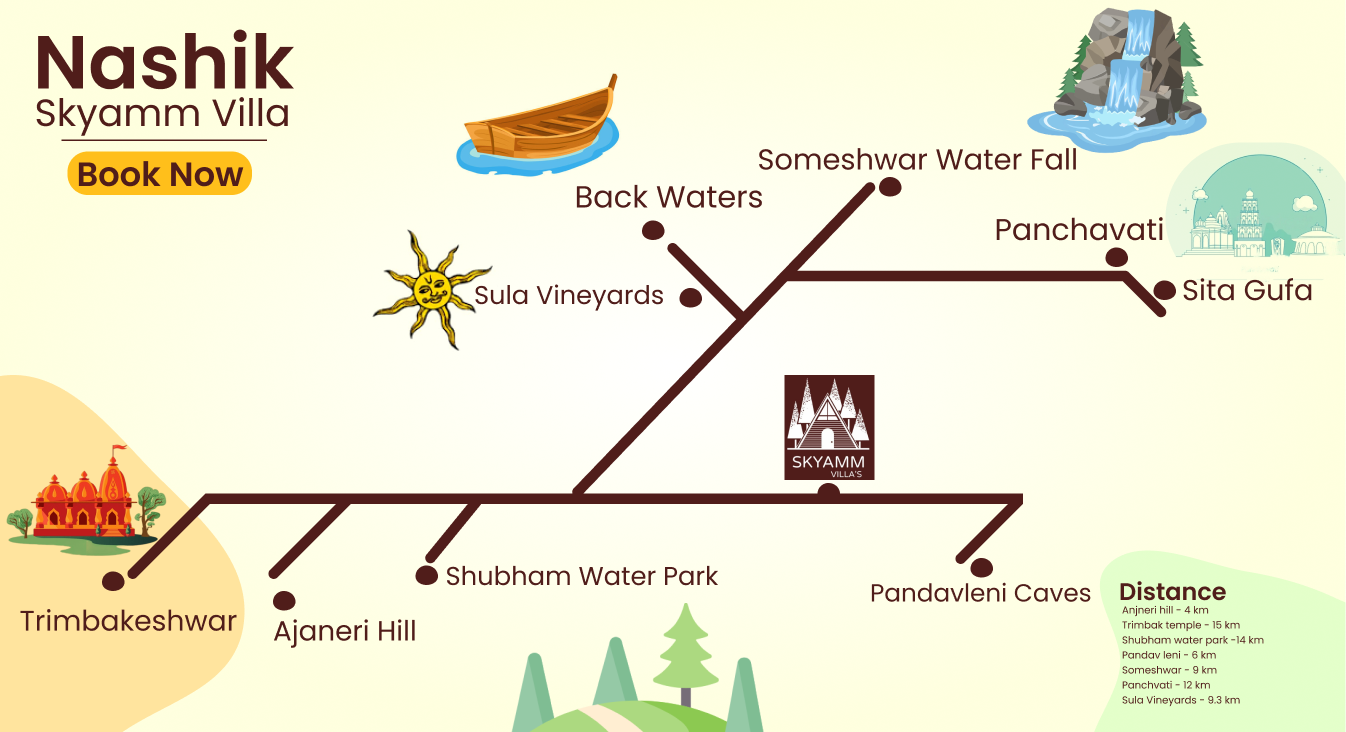 Nashik
Skyamm Villa
Book Now
Someshwar Water Fall
Back Waters
Panchavati
Sula Vineyards
Sita Gufa
SKYAMM
VILLA'S
Shubham Water Park
Pandavleni Caves
Trimbakeshwar
Ajaneri Hill
Distance
Anjneri hill - 4 km
Trimbak temple - 15 km
Shubham water park -14 km
Pandav leni - 6 km
Someshwar - 9 km
Panchvati - 12 km
Sula Vineyards - 9.3 km